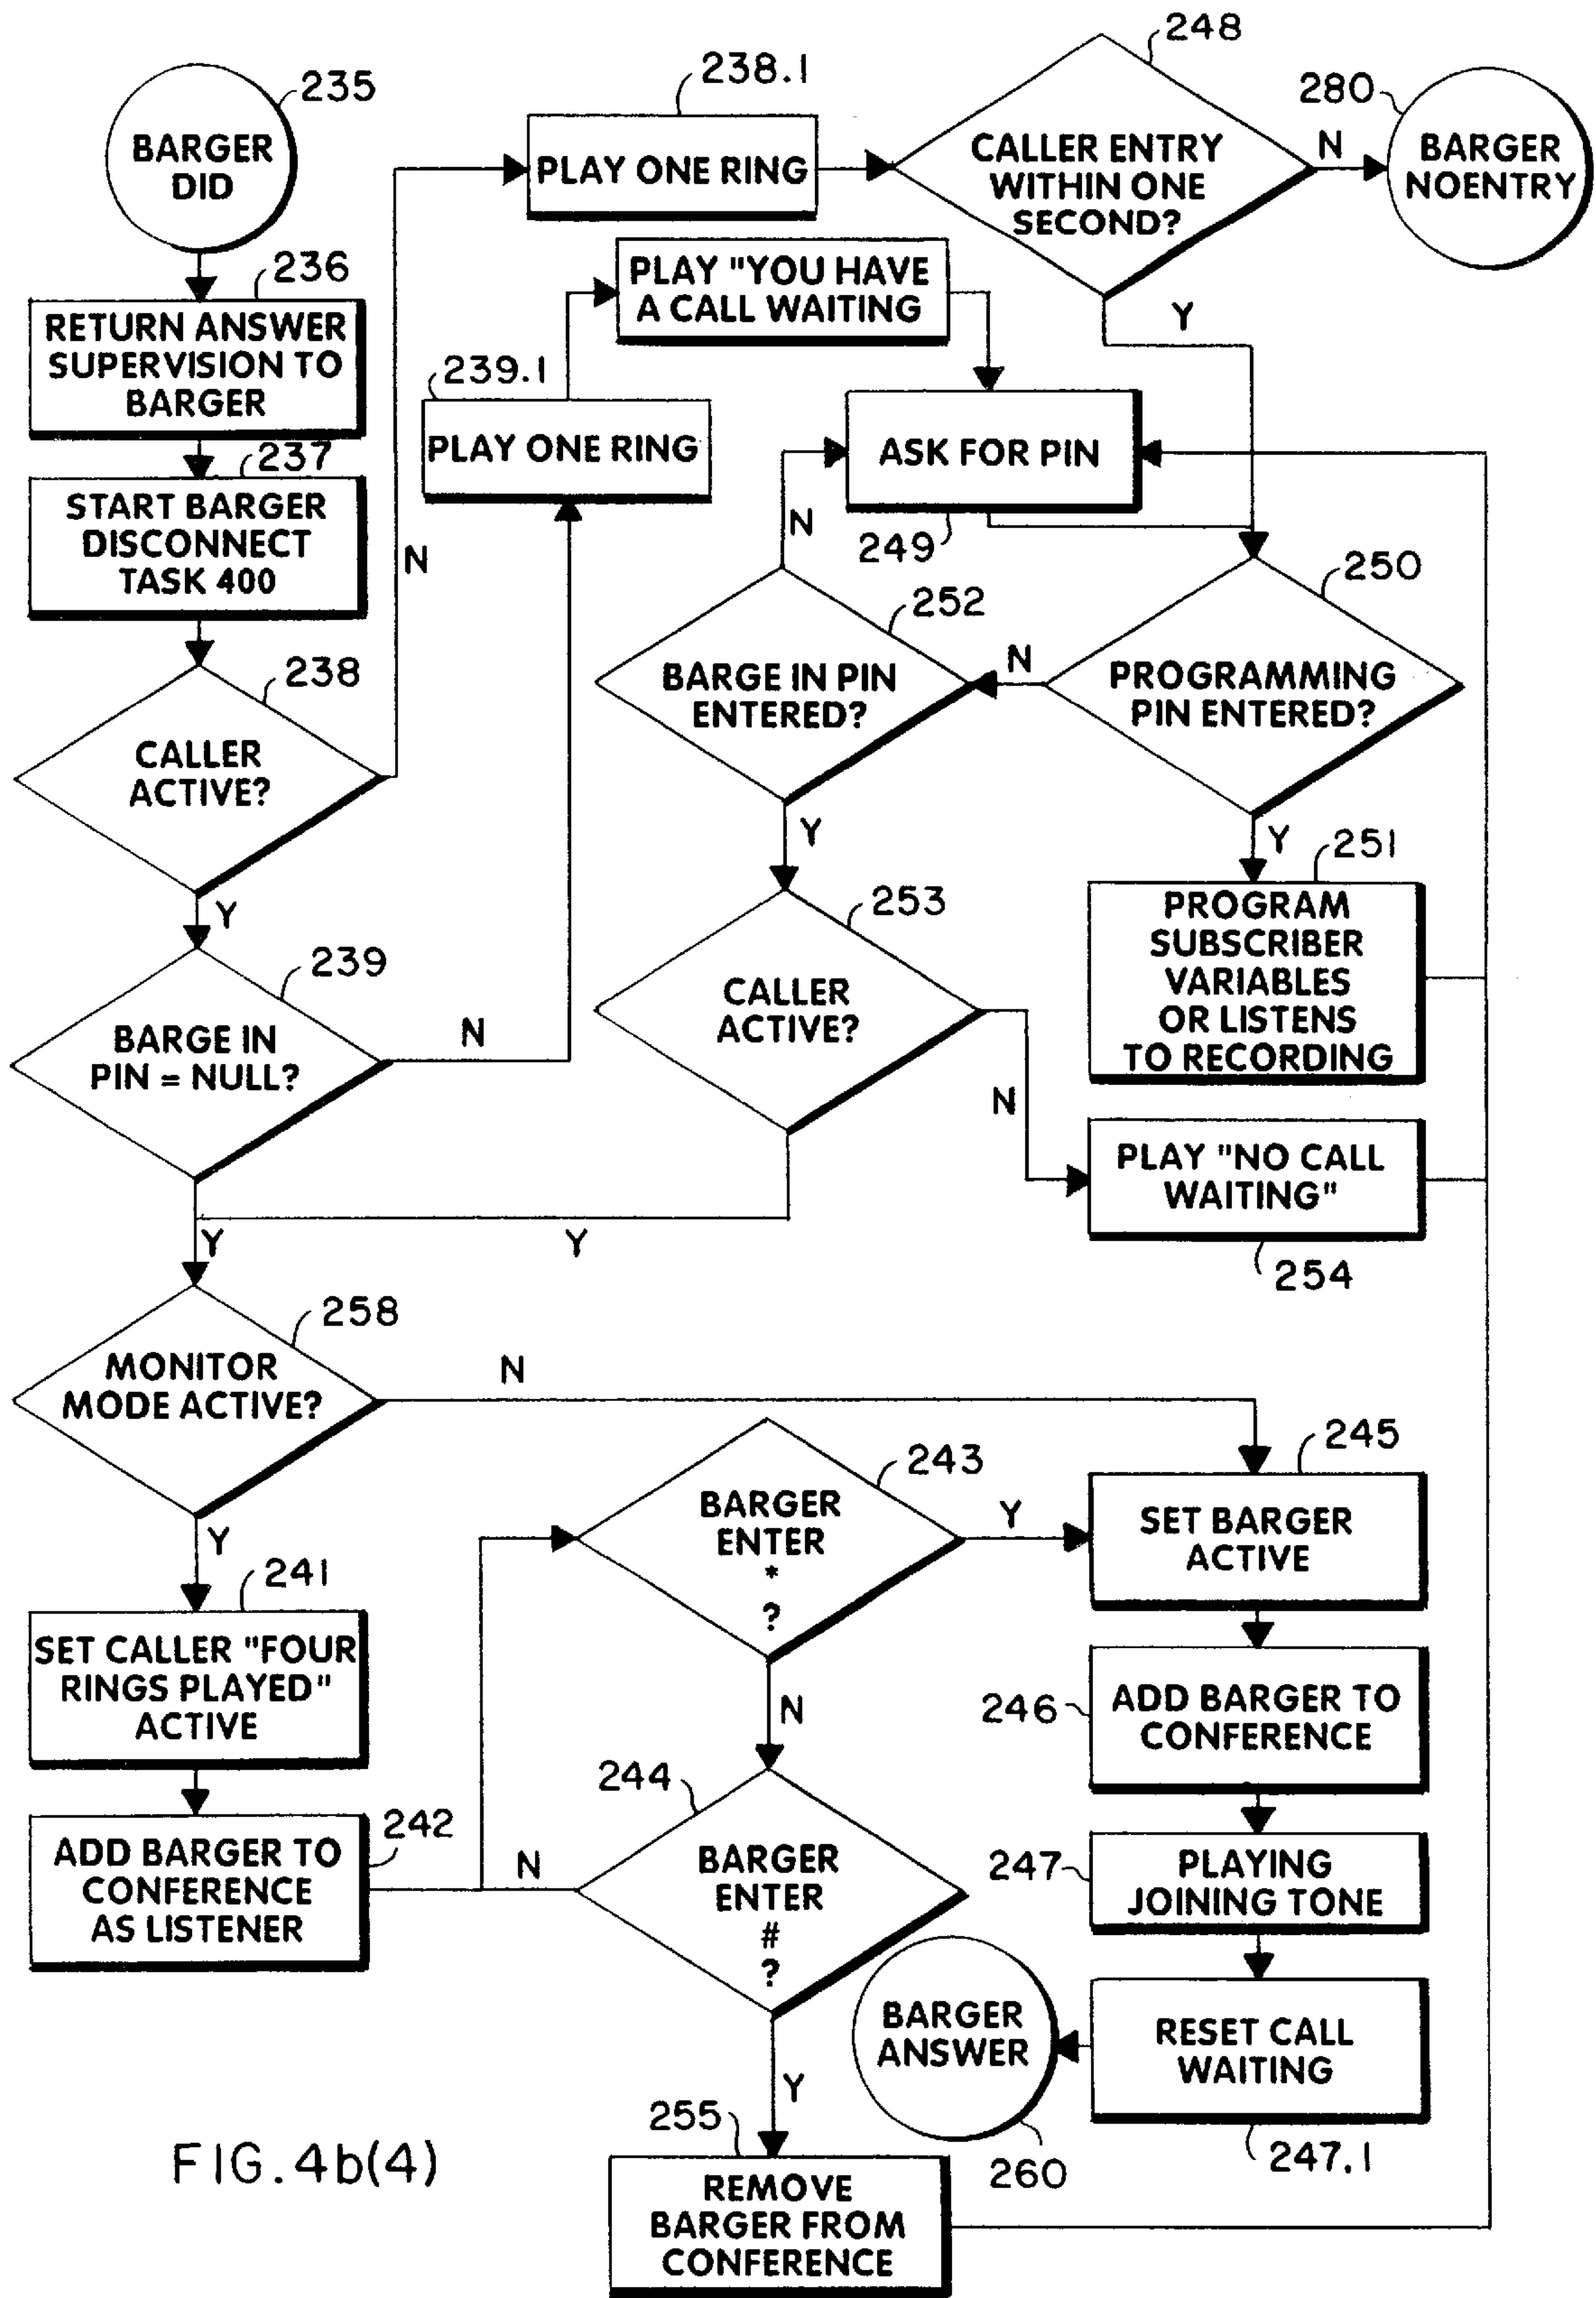 235
BARGER
DID
236
RETURN ANSWER
SUPERVISION TO
BARGER
237
START BARGER
DISCONNECT
TASK 400
238
CALLER
ACTIVE?
N
Y
239
BARGE IN
PIN = NULL?
N
Y
238.1
PLAY ONE RING
248
CALLER ENTRY
WITHIN ONE
SECOND?
N
Y
280
BARGER
NOENTRY
PLAY "YOU HAVE
A CALL WAITING
239.1
PLAY ONE RING
ASK FOR PIN
249
N
252
BARGE IN PIN
ENTERED?
N
250
PROGRAMMING
PIN ENTERED?
Y
Y
251
PROGRAM
SUBSCRIBER
VARIABLES
OR LISTENS
TO RECORDING
253
CALLER
ACTIVE?
N
Y
PLAY "NO CALL
WAITING"
254
258
MONITOR
MODE ACTIVE?
N
Y
241
SET CALLER "FOUR
RINGS PLAYED"
ACTIVE
242
ADD BARGER TO
CONFERENCE
AS LISTENER
243
BARGER
ENTER
*
?
Y
N
244
BARGER
ENTER
#
?
N
Y
245
SET BARGER
ACTIVE
246
ADD BARGER TO
CONFERENCE
247
PLAYING
JOINING TONE
RESET CALL
WAITING
247.1
BARGER
ANSWER
260
255
REMOVE
BARGER FROM
CONFERENCE
FIG.4b(4)